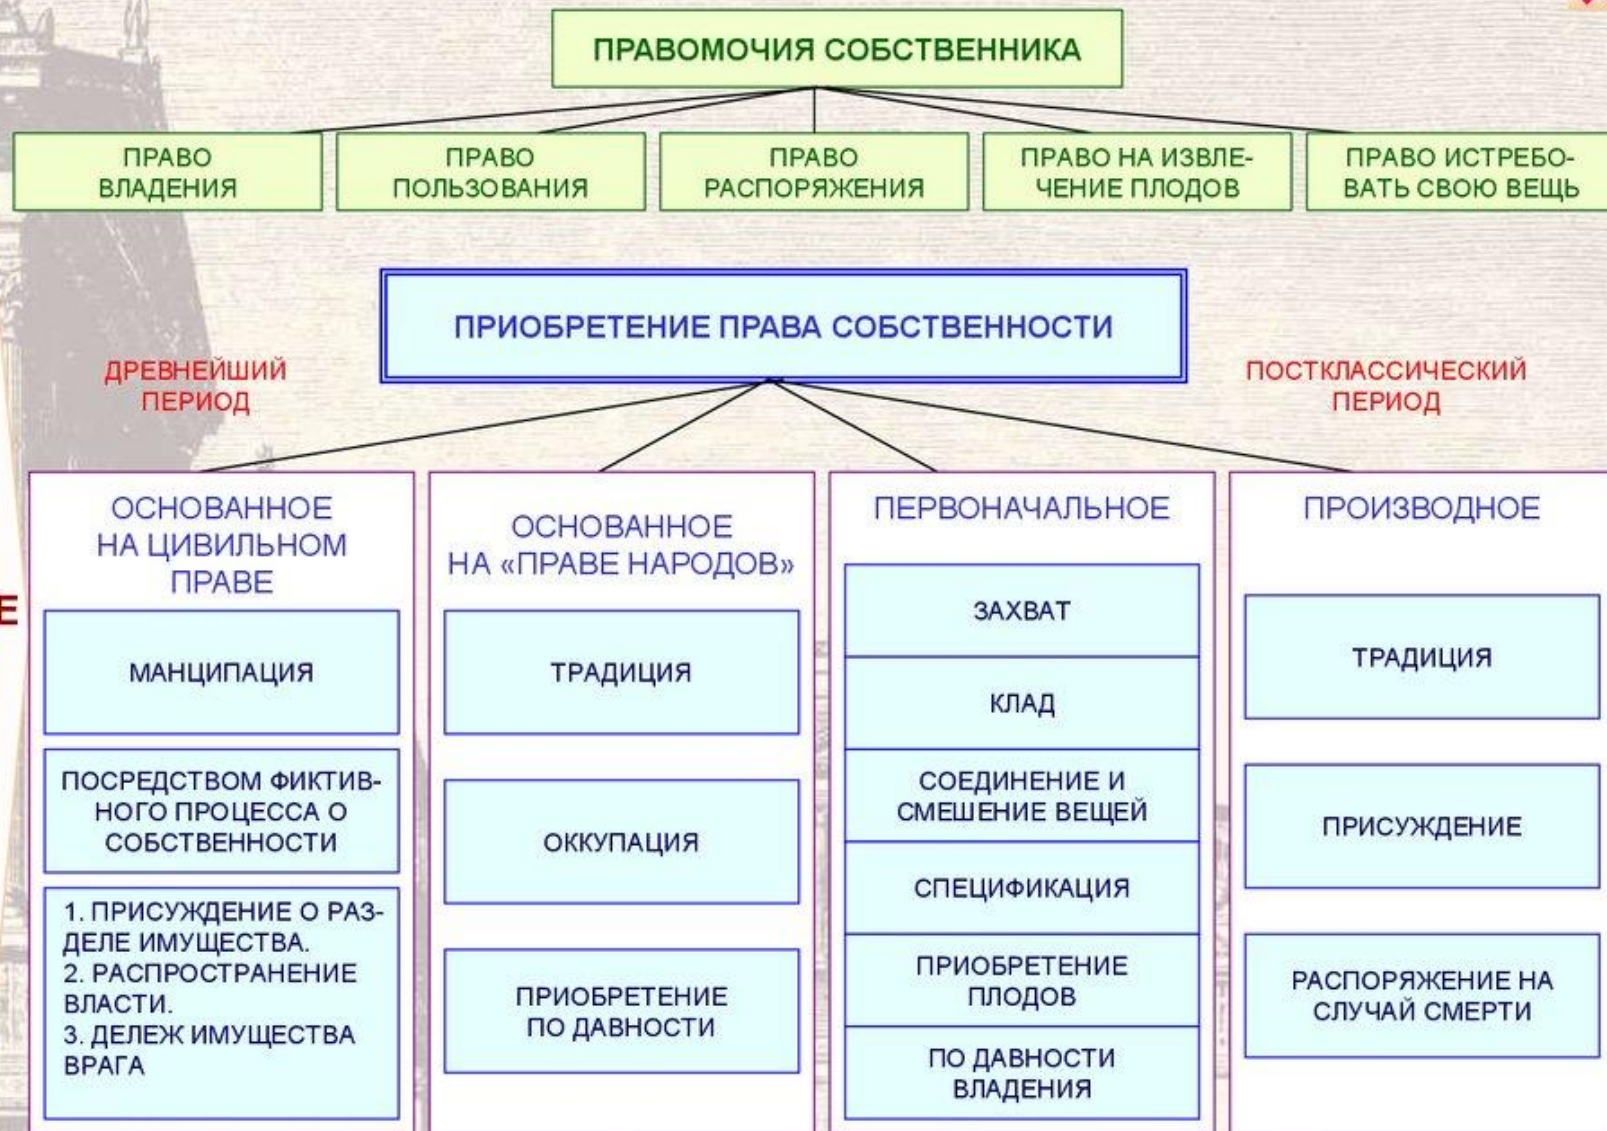 ПРАВОМОЧИЯ СОБСТВЕННИКА
ПРАВО
ВЛАДЕНИЯ
ПРАВО
ПОЛЬЗОВАНИЯ
ПРАВО
РАСПОРЯЖЕНИЯ
ПРАВО НА ИЗВЛЕ-
ЧЕНИЕ ПЛОДОВ
ПРАВО ИСТРЕБО-
ВАТЬ СВОЮ ВЕЩЬ
ПРИОБРЕТЕНИЕ ПРАВА СОБСТВЕННОСТИ
ДРЕВНЕЙШИЙ
ПЕРИОД
ПОСТКЛАССИЧЕСКИЙ
ПЕРИОД
ОСНОВАННОЕ
НА ЦИВИЛЬНОМ
ПРАВЕ
МАНЦИПАЦИЯ
ПОСРЕДСТВОМ ФИКТИВ-
НОГО ПРОЦЕССА О
СОБСТВЕННОСТИ
1. ПРИСУЖДЕНИЕ О РАЗ-
ДЕЛЕ ИМУЩЕСТВА.
2. РАСПРОСТРАНЕНИЕ
ВЛАСТИ.
3. ДЕЛЕЖ ИМУЩЕСТВА
ВРАГА
ОСНОВАННОЕ
НА «ПРАВЕ НАРОДОВ»
ТРАДИЦИЯ
ОККУПАЦИЯ
ПРИОБРЕТЕНИЕ
ПО ДАВНОСТИ
ПЕРВОНАЧАЛЬНОЕ
ЗАХВАТ
КЛАД
СОЕДИНЕНИЕ И
СМЕШЕНИЕ ВЕЩЕЙ
СПЕЦИФИКАЦИЯ
ПРИОБРЕТЕНИЕ
ПЛОДОВ
ПО ДАВНОСТИ
ВЛАДЕНИЯ
ПРОИЗВОДНОЕ
ТРАДИЦИЯ
ПРИСУЖДЕНИЕ
РАСПОРЯЖЕНИЕ НА
СЛУЧАЙ СМЕРТИ